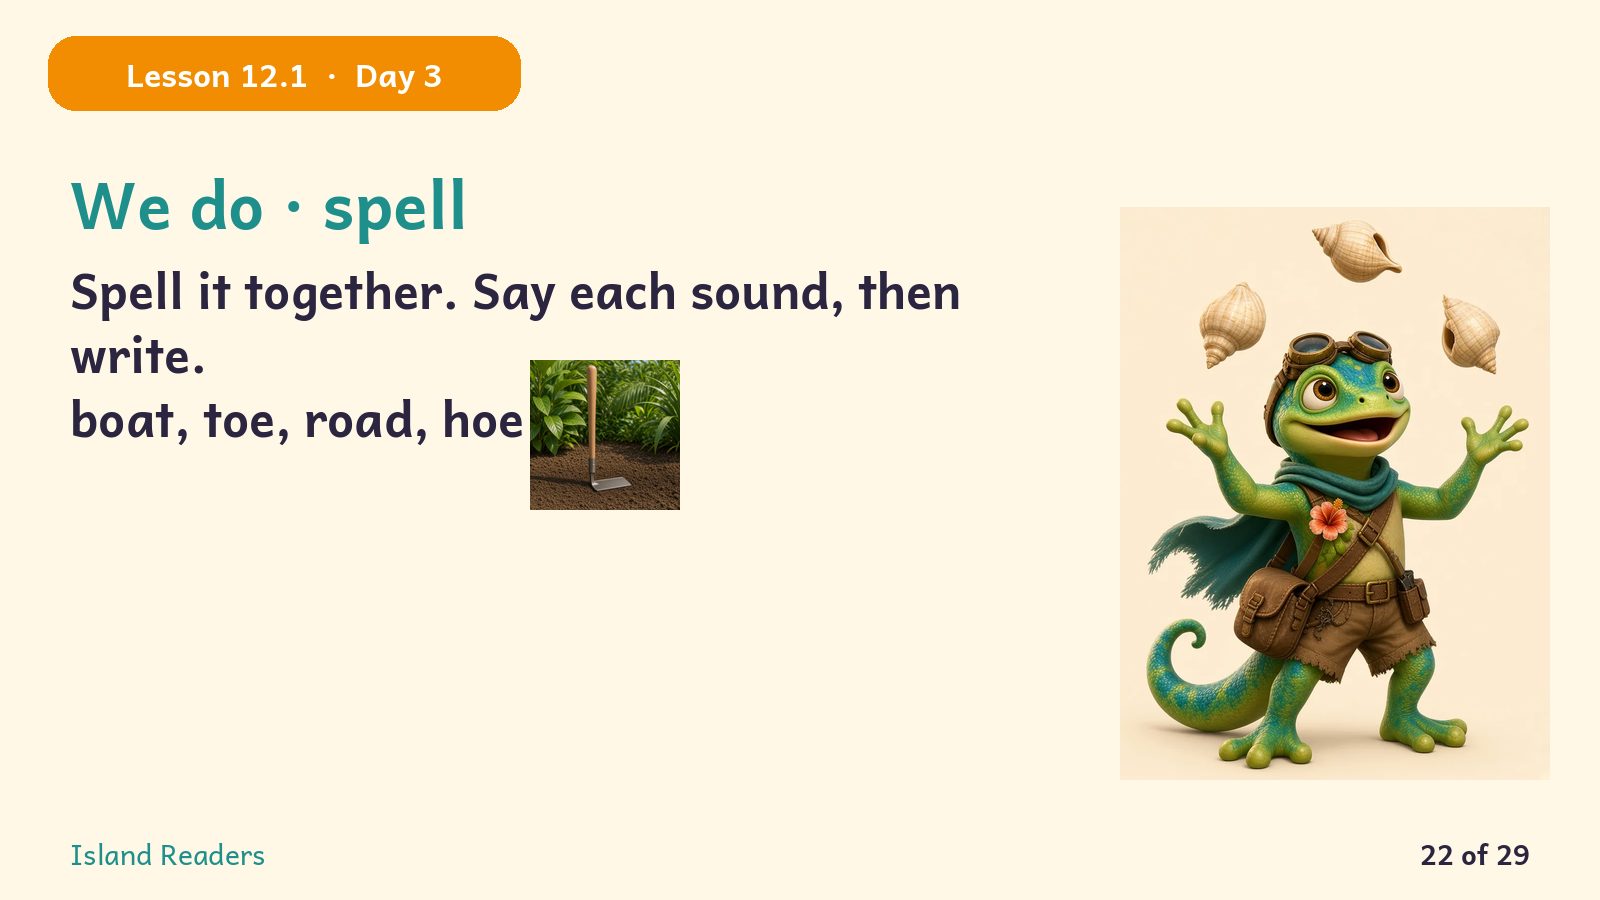 Lesson 12.1 · Day 3
We do · spell
Spell it together. Say each sound, then
write.
boat, toe, road, hoe
Island Readers
22 of 29